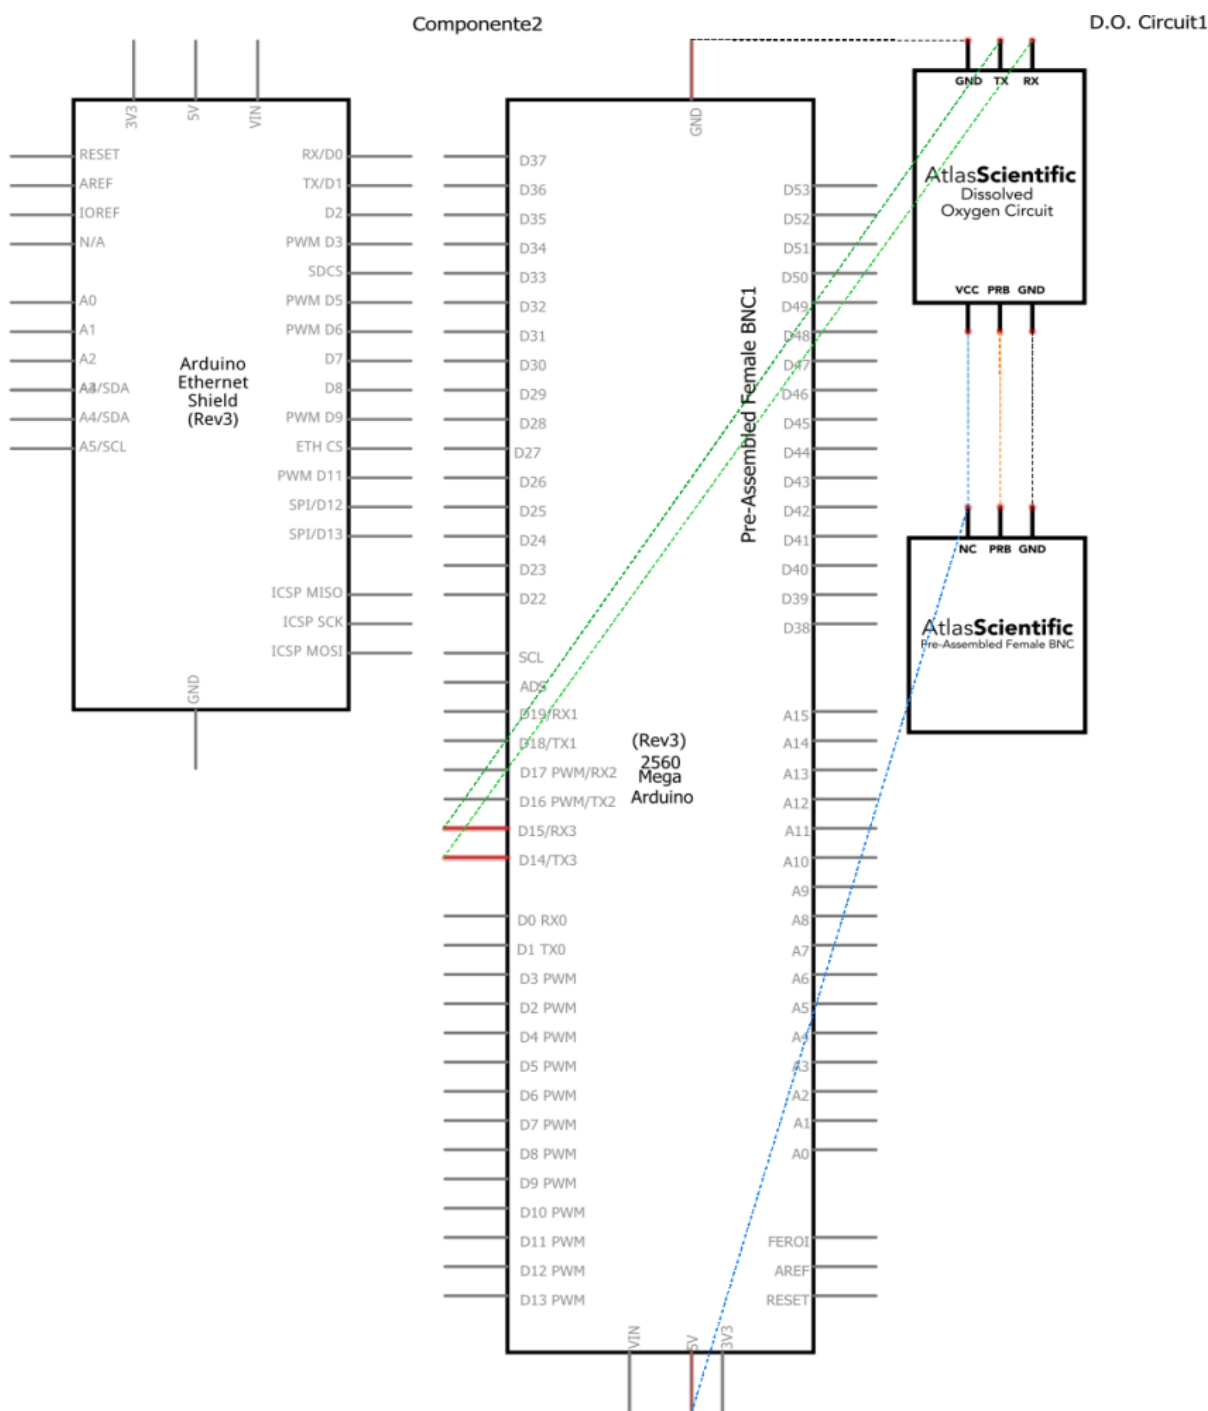 Componente2
D.O. Circuit1
3V3
5V
VIN
RESET
AREF
IOREF
N/A
A0
A1
A2
A4/SDA
A5/SCL
RX/D0
TX/D1
D2
PWM D3
SDCS
PWM D5
PWM D6
D7
D8
PWM D9
ETH CS
PWM D11
SPI/D12
SPI/D13
ICSP MISO
ICSP SCK
ICSP MOSI
Arduino
Ethernet
Shield
(Rev3)
GND
GND
D37
D36
D35
D34
D33
D32
D31
D30
D29
D28
D27
D26
D25
D24
D23
D22
SCL
ADS
D19/RX1
D18/TX1
D17 PWM/RX2
D16 PWM/TX2
D15/RX3
D14/TX3
D0 RX0
D1 TX0
D3 PWM
D2 PWM
D4 PWM
D5 PWM
D6 PWM
D7 PWM
D8 PWM
D9 PWM
D10 PWM
D11 PWM
D12 PWM
D13 PWM
Pre-Assembled Female BNC1
(Rev3)
2560
Mega
Arduino
D53
D52
D51
D50
D49
D48
D47
D46
D45
D44
D43
D42
D41
D40
D39
D38
A15
A14
A13
A12
A11
A10
A9
A8
A7
A6
A5
A4
A3
A2
A1
A0
FEROI
AREF
RESET
VIN
5V
3V3
GND TX RX
AtlasScientific
Dissolved
Oxygen Circuit
VCC PRB GND
NC PRB GND
AtlasScientific
Pre-Assembled Female BNC